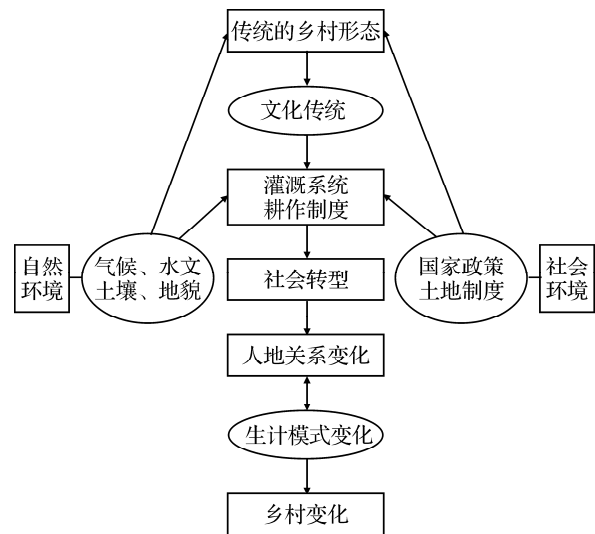 传统的乡村形态
文化传统
灌溉系统
耕作制度
自然
环境
气候、水文
土壤、地貌
社会转型
国家政策
土地制度
社会
环境
人地关系变化
生计模式变化
乡村变化